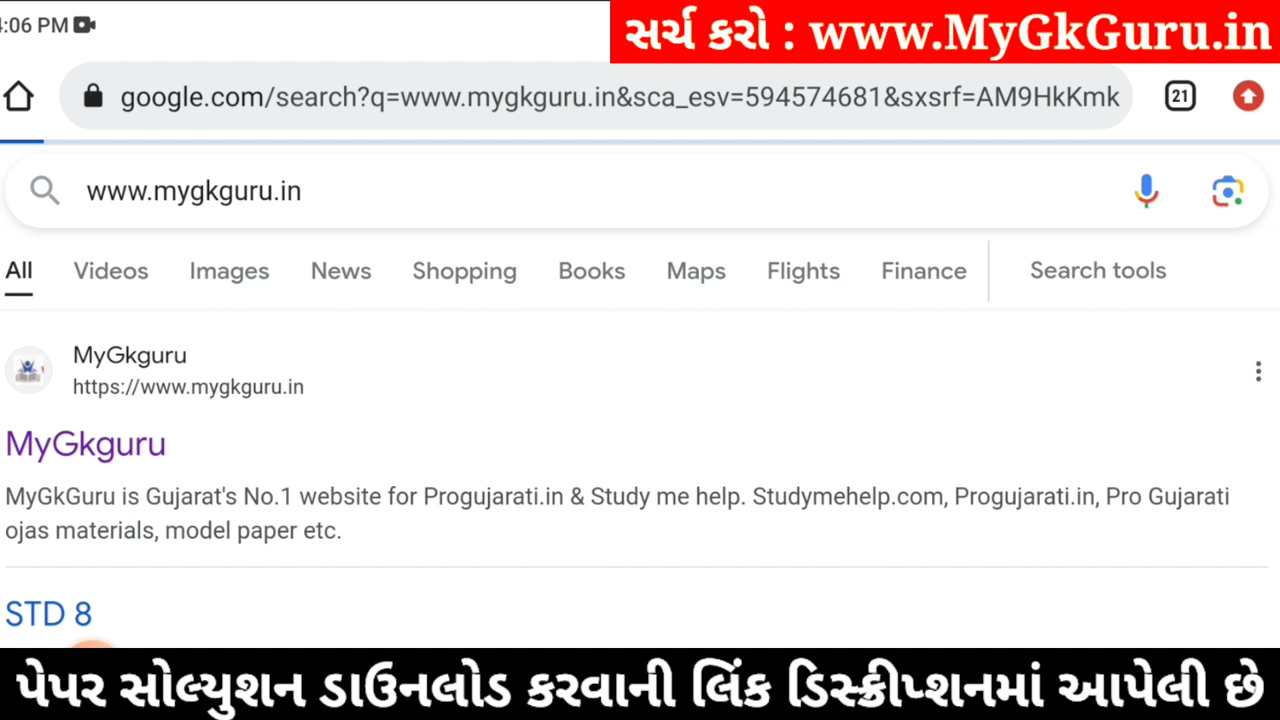 :06 PM
સર્ચ કરો : www.MyGkGuru.in
google.com/search?q=www.mygkguru.in&sca_esv=594574681&sxsrf=AM9HkKmk
21
www.mygkguru.in
All Videos Images News Shopping Books Maps Flights Finance Search tools
MyGkguru
https://www.mygkguru.in
MyGkguru
MyGkGuru is Gujarat's No.1 website for Progujarati.in & Study me help. Studymehelp.com, Progujarati.in, Pro Gujarati
ojas materials, model paper etc.
STD 8
પેપર સોલ્યુશન ડાઉનલોડ કરવાની લિંક ડિસ્ક્રીપ્શનમાં આપેલી છે